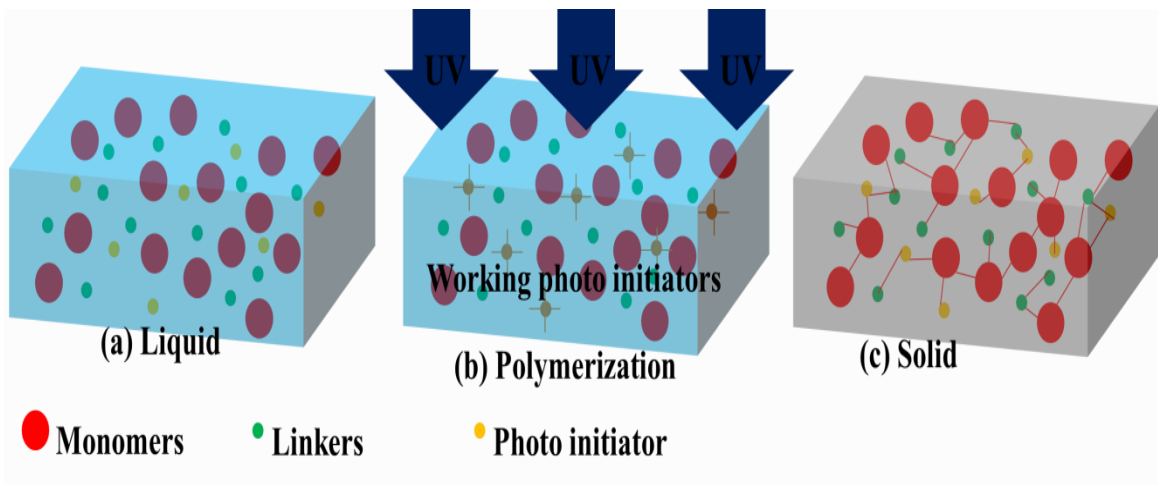 UV UV UV
Working photo initiators
(a) Liquid
(b) Polymerization
(c) Solid
Monomers
Linkers
Photo initiator